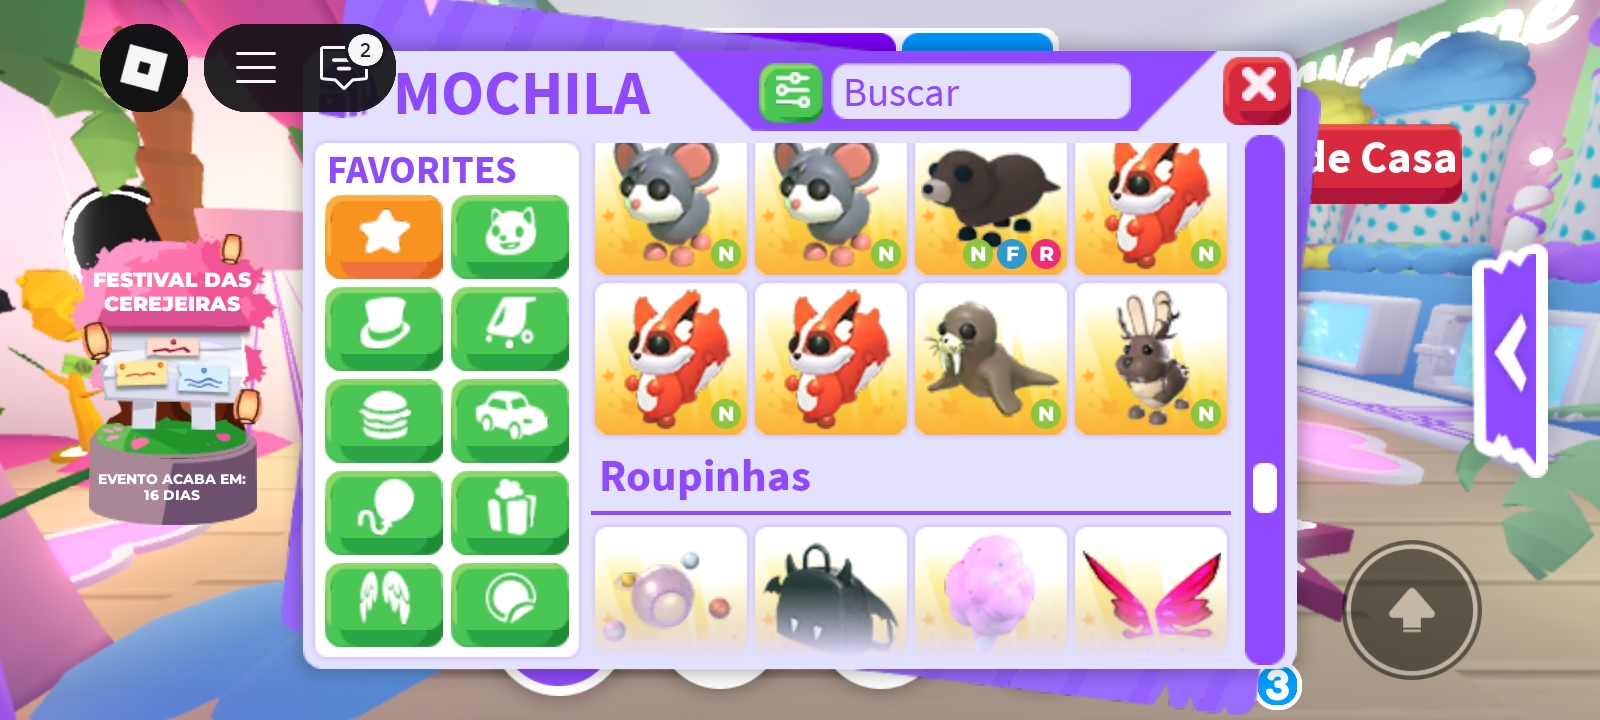 2
MOCHILA
Buscar
FAVORITES
de Casa
N
N
N F R
N
N
N
N
N
Roupinhas
FESTIVAL DAS
CEREJEIRAS
EVENTO ACABA EM:
16 DIAS
3